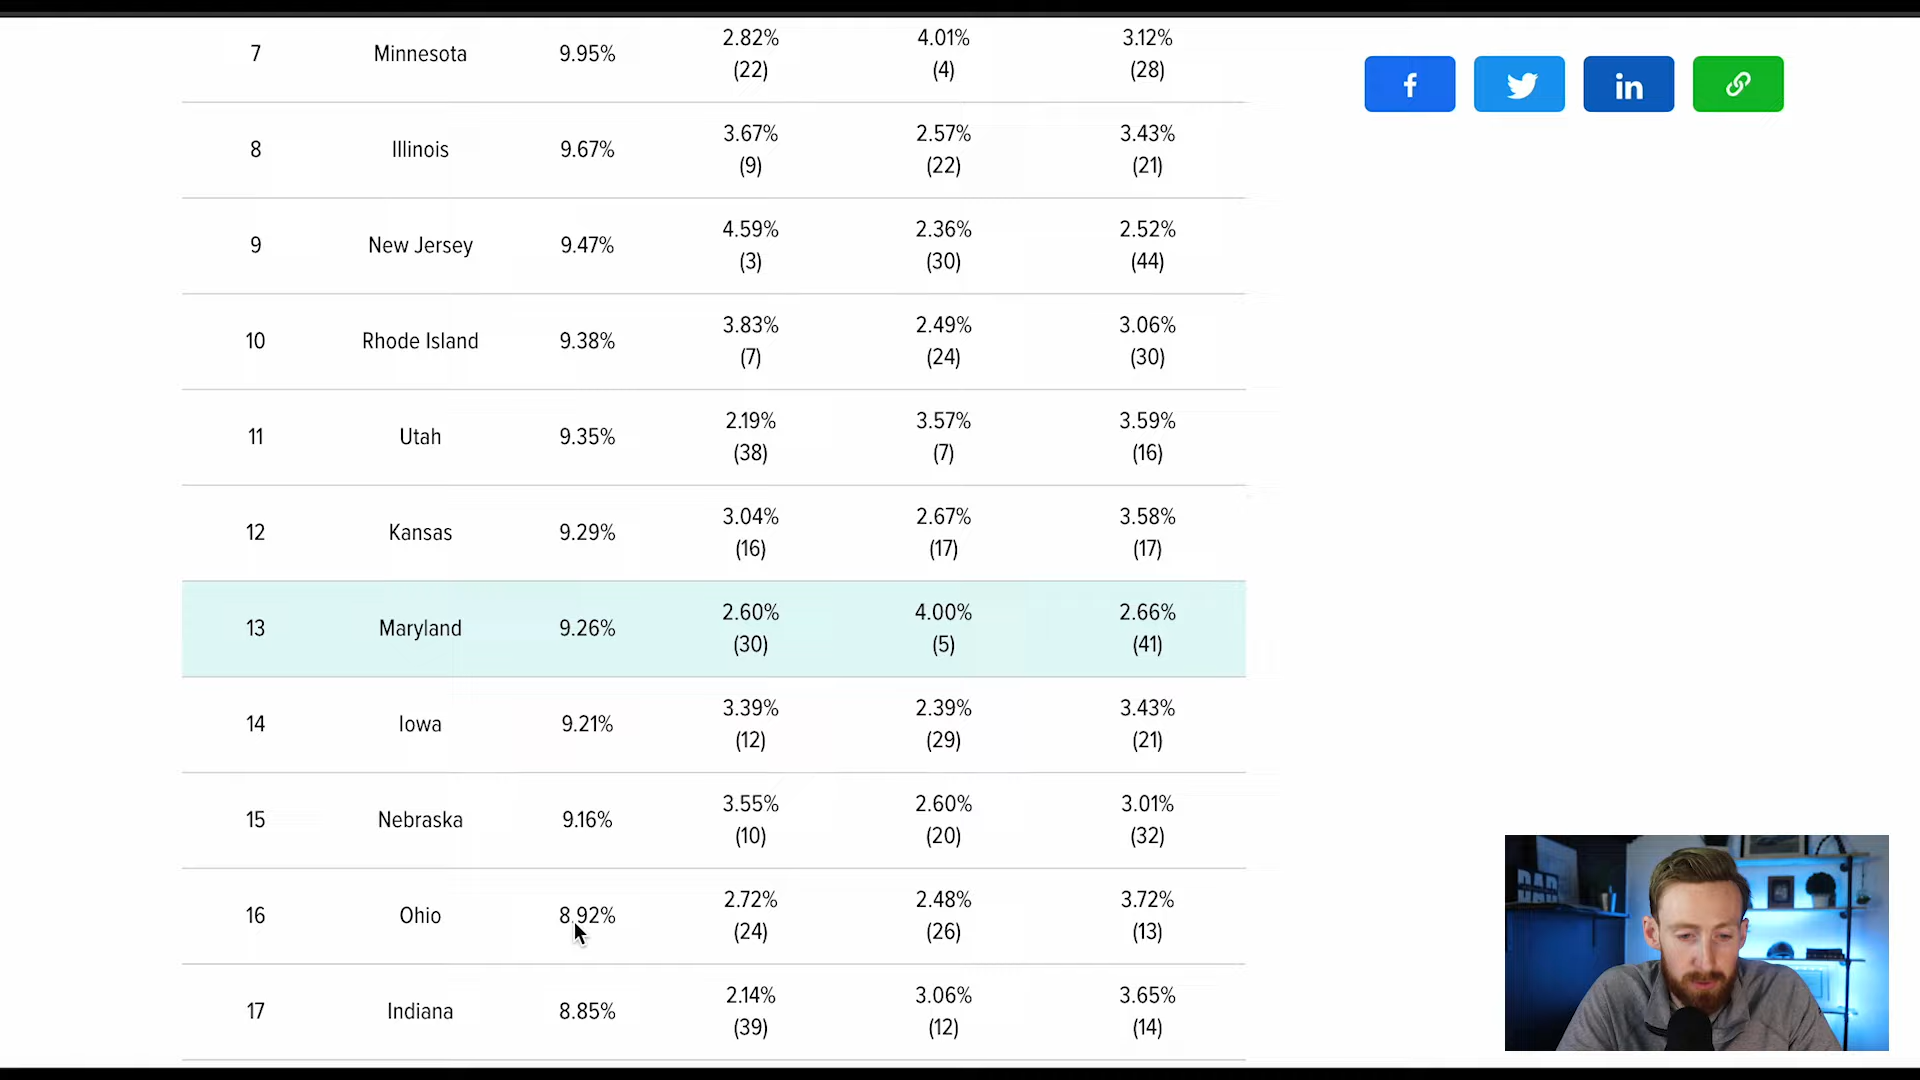 7 Minnesota 9.95% 2.82% 4.01% 3.12%
(22) (4) (28)
8 Illinois 9.67% 3.67% 2.57% 3.43%
(9) (22) (21)
9 New Jersey 9.47% 4.59% 2.36% 2.52%
(3) (30) (44)
10 Rhode Island 9.38% 3.83% 2.49% 3.06%
(7) (24) (30)
11 Utah 9.35% 2.19% 3.57% 3.59%
(38) (7) (16)
12 Kansas 9.29% 3.04% 2.67% 3.58%
(16) (17) (17)
13 Maryland 9.26% 2.60% 4.00% 2.66%
(30) (5) (41)
14 Iowa 9.21% 3.39% 2.39% 3.43%
(12) (29) (21)
15 Nebraska 9.16% 3.55% 2.60% 3.01%
(10) (20) (32)
16 Ohio 8.92% 2.72% 2.48% 3.72%
(24) (26) (13)
17 Indiana 8.85% 2.14% 3.06% 3.65%
(39) (12) (14)
f
in
DAD